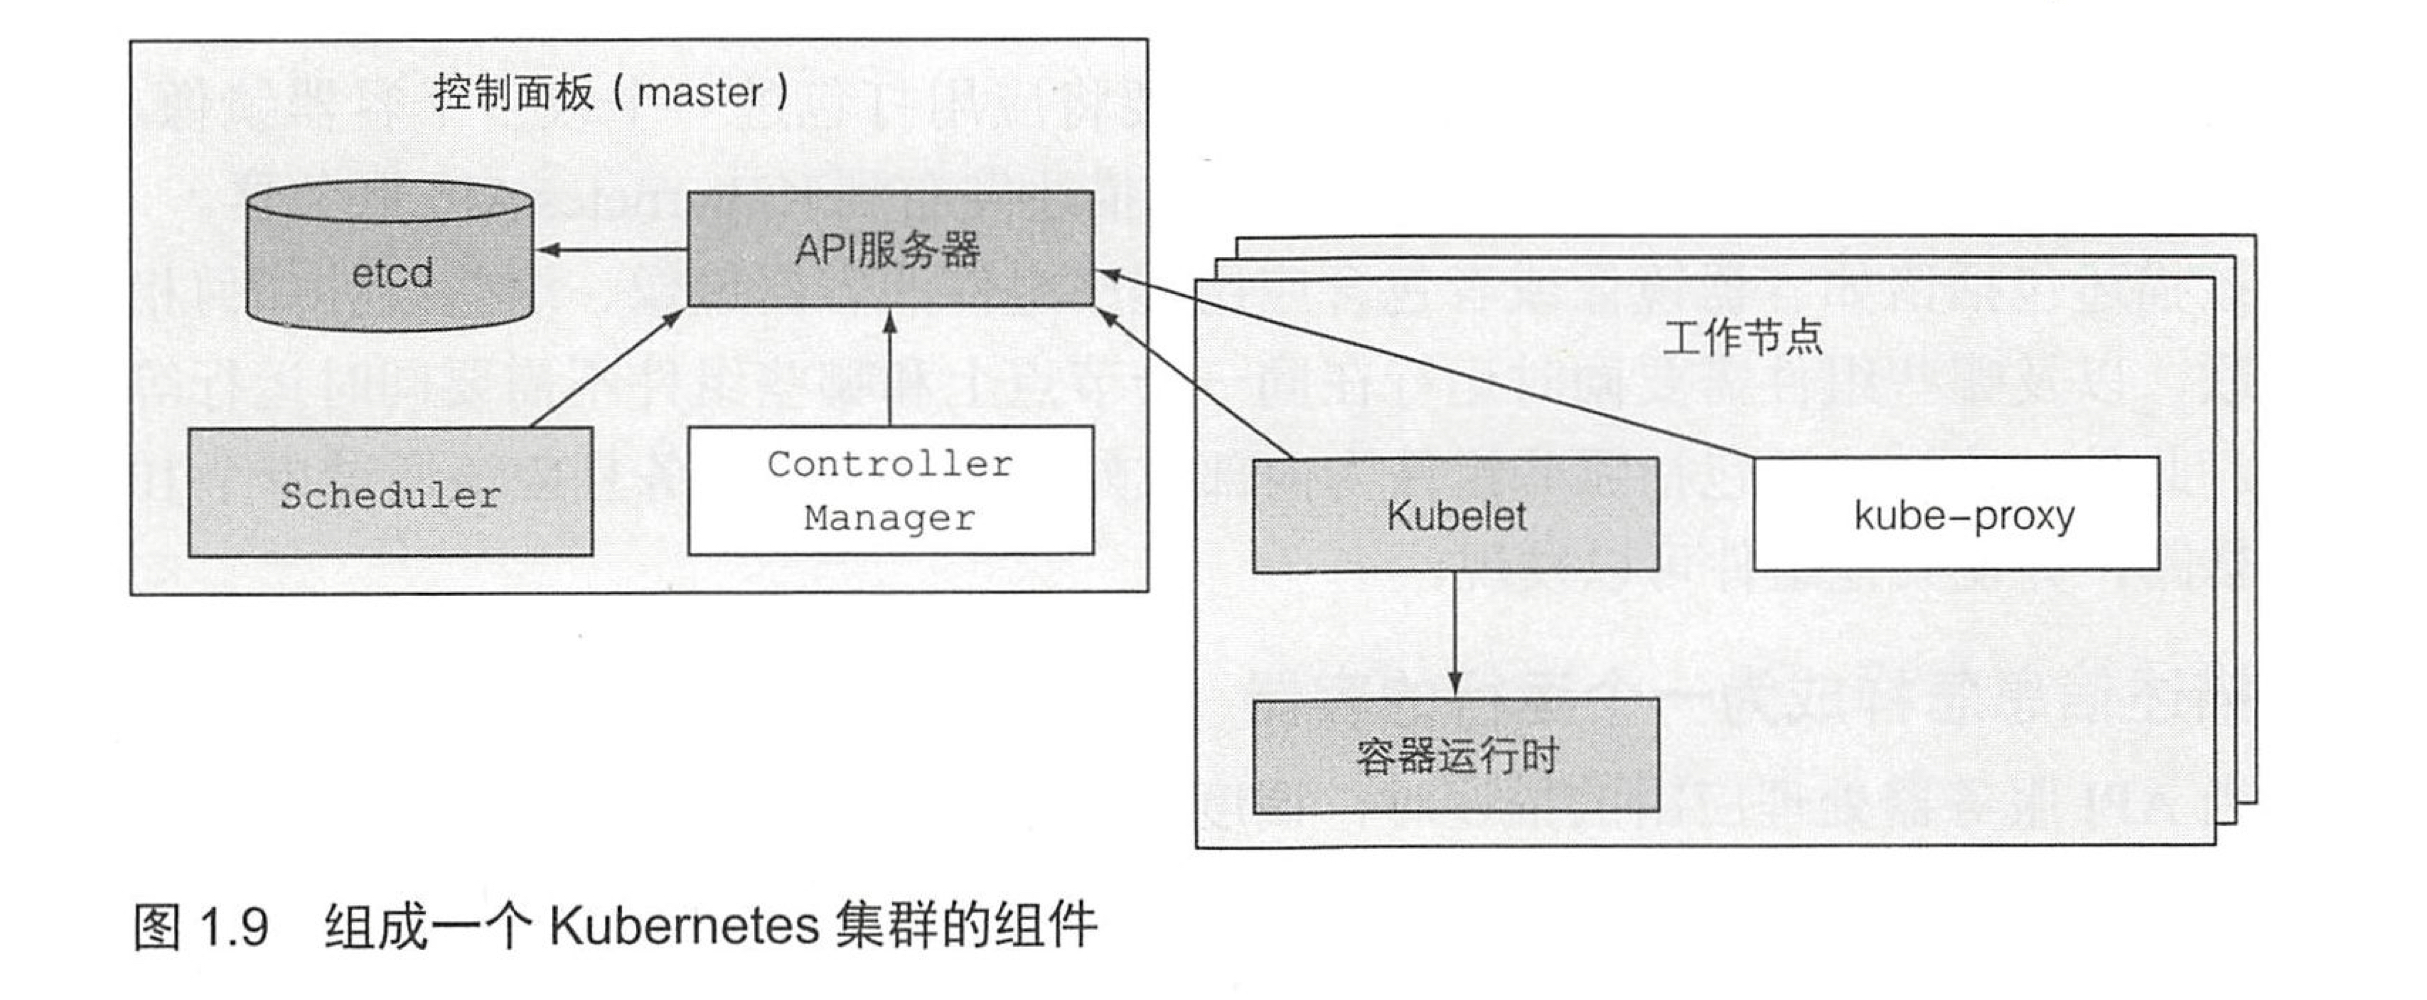 控制面板（master）
etcd
API服务器
Scheduler
Controller
Manager
工作节点
Kubelet
kube-proxy
容器运行时
图 1.9 组成一个 Kubernetes 集群的组件